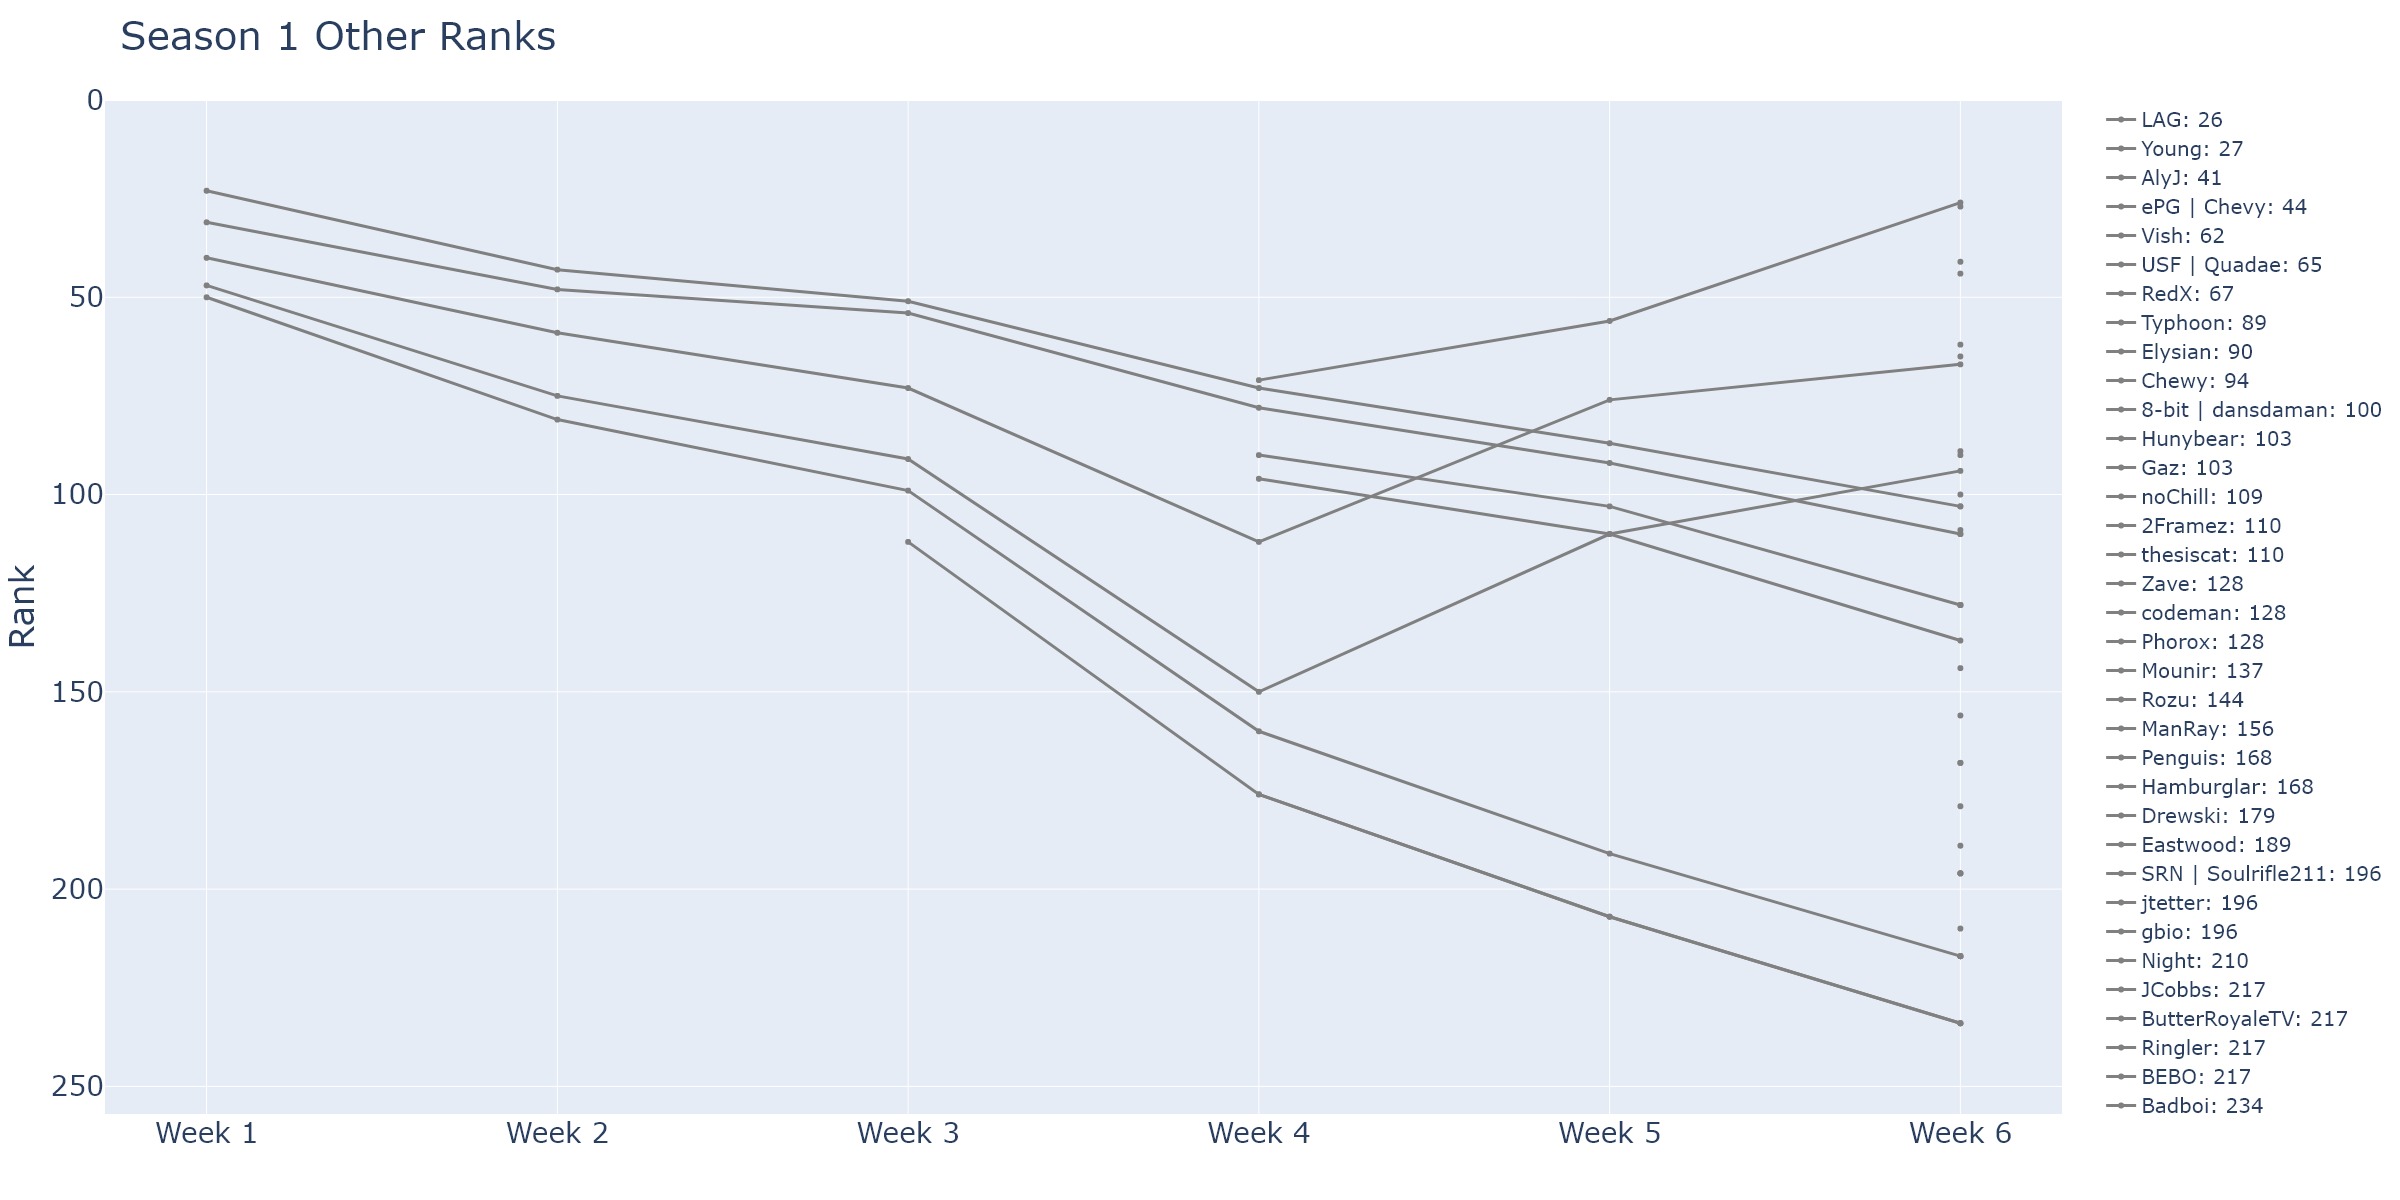 Season 1 Other Ranks
0
50
100
150
200
250
Rank
Week 1
Week 2
Week 3
Week 4
Week 5
Week 6
LAG: 26
Young: 27
AlyJ: 41
ePG | Chevy: 44
Vish: 62
USF | Quadae: 65
RedX: 67
Typhoon: 89
Elysian: 90
Chewy: 94
8-bit | dansdaman: 100
Hunybear: 103
Gaz: 103
noChill: 109
2Framez: 110
thesiscat: 110
Zave: 128
codeman: 128
Phorox: 128
Mounir: 137
Rozu: 144
ManRay: 156
Penguis: 168
Hamburglar: 168
Drewski: 179
Eastwood: 189
SRN | Soulrifle211: 196
jtetter: 196
gbio: 196
Night: 210
JCobbs: 217
ButterRoyaleTV: 217
Ringler: 217
BEBO: 217
Badboi: 234